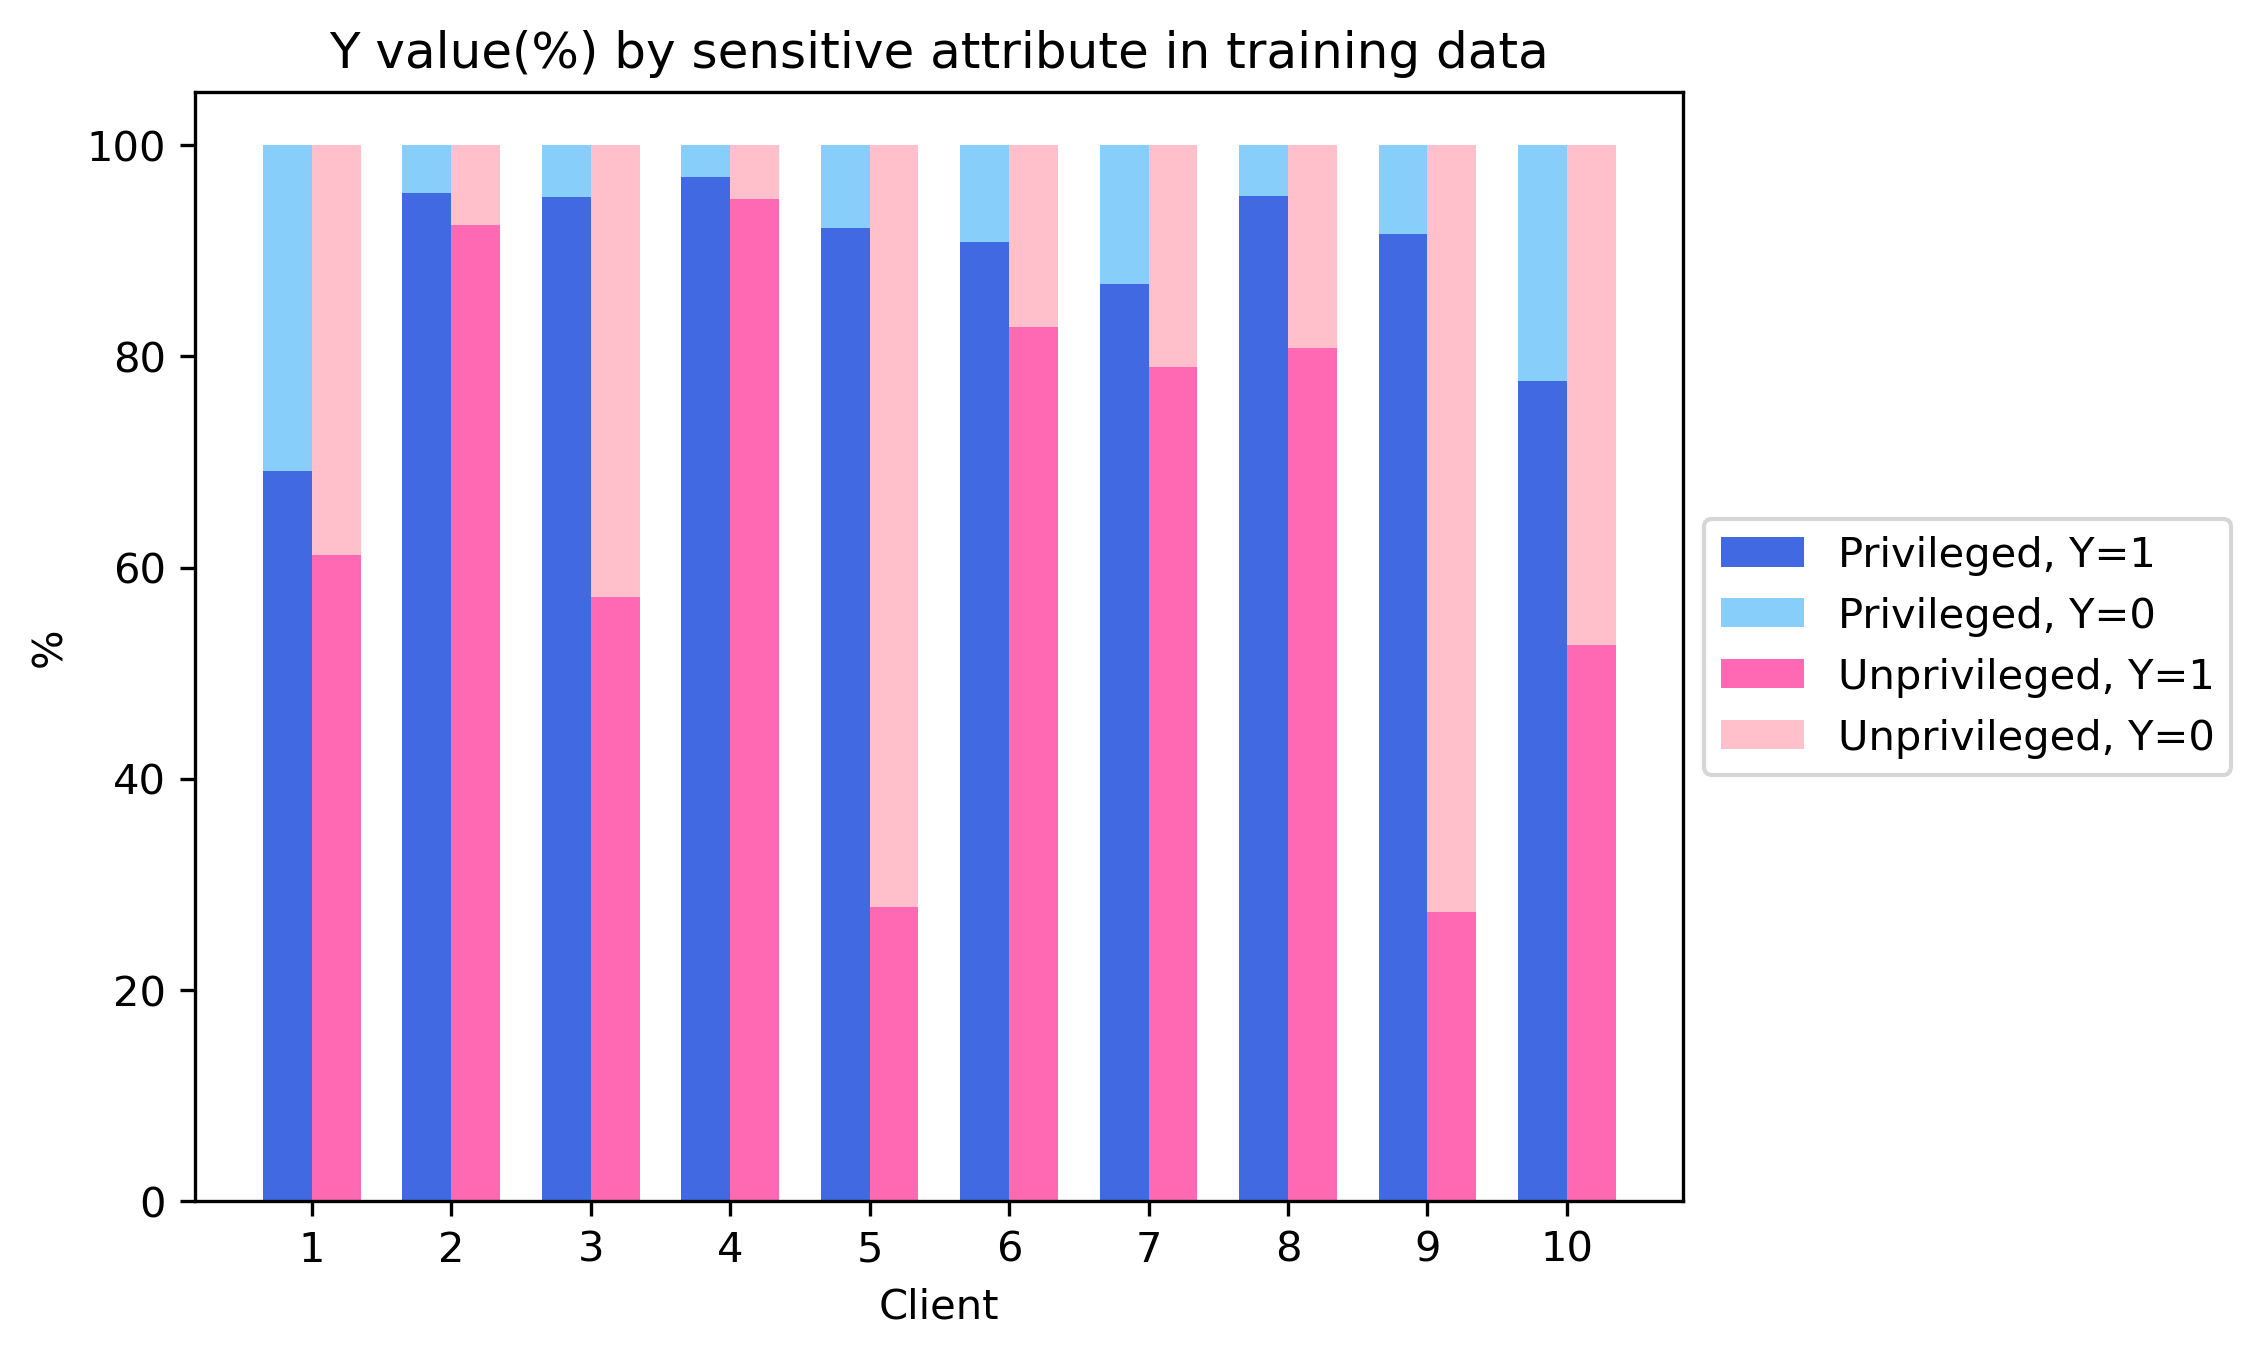 Y value(%) by sensitive attribute in training data
100
80
60
40
20
0
%
1 2 3 4 5 6 7 8 9 10
Client
Privileged, Y=1
Privileged, Y=0
Unprivileged, Y=1
Unprivileged, Y=0